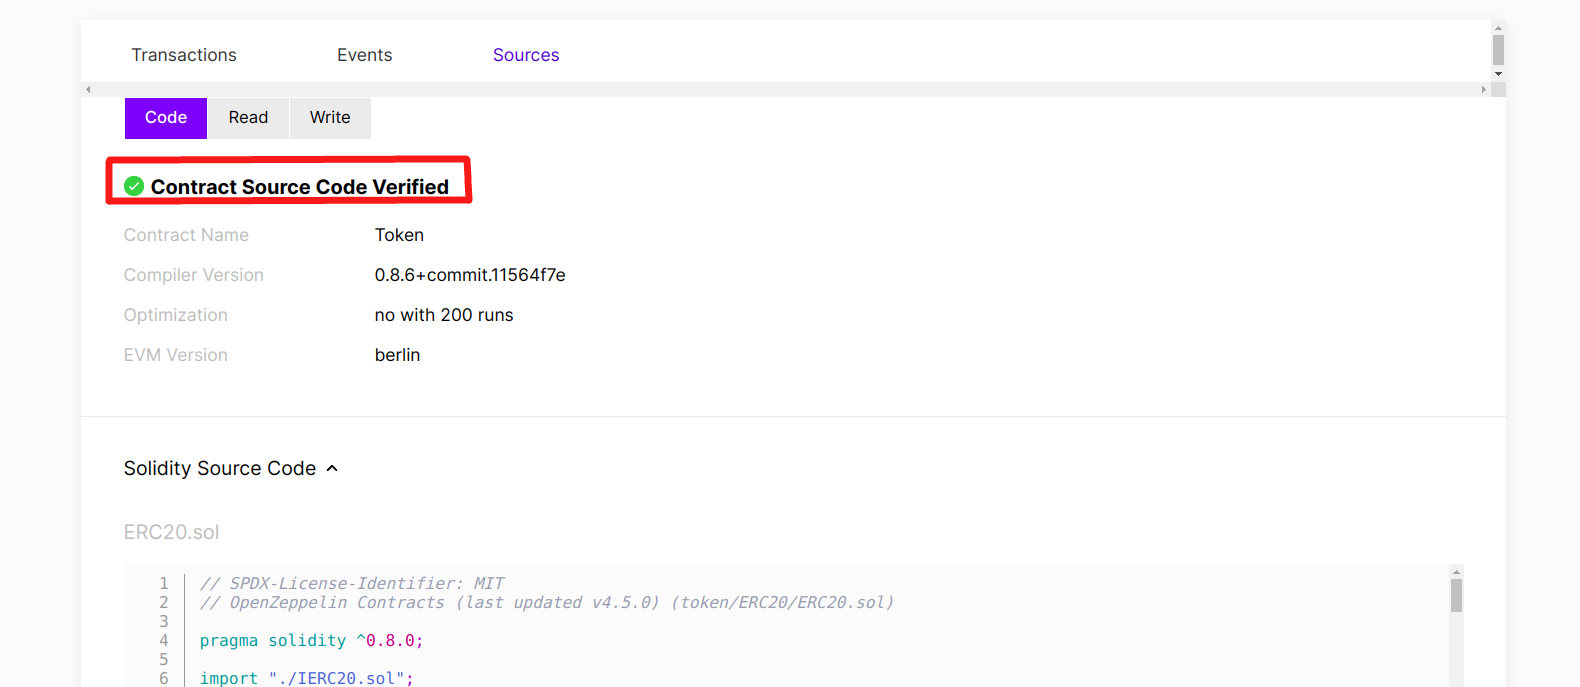 Transactions Events Sources
Code Read Write
Contract Source Code Verified
Contract Name Token
Compiler Version 0.8.6+commit.11564f7e
Optimization no with 200 runs
EVM Version berlin
Solidity Source Code
ERC20.sol
1 // SPDX-License-Identifier: MIT
2 // OpenZeppelin Contracts (last updated v4.5.0) (token/ERC20/ERC20.sol)
3
4 pragma solidity ^0.8.0;
5
6 import "./IERC20.sol";